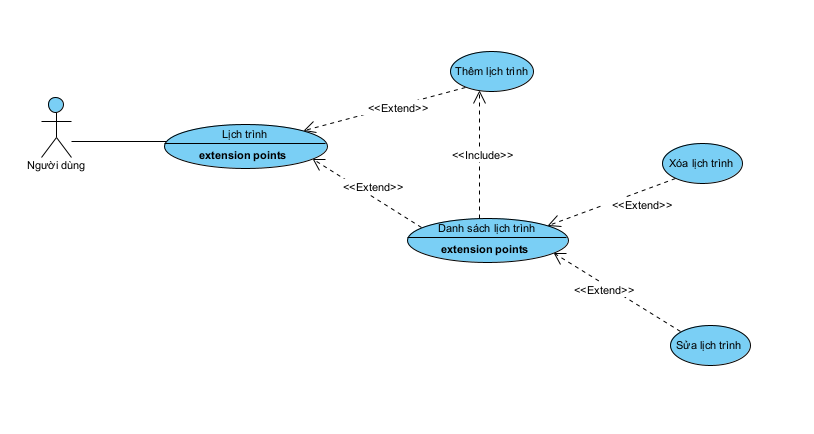 Thêm lịch trình
<<Extend>>
Lịch trình
extension points
Người dùng
<<Include>>
Xóa lịch trình
<<Extend>>
<<Extend>>
Danh sách lịch trình
extension points
<<Extend>>
Sửa lịch trình